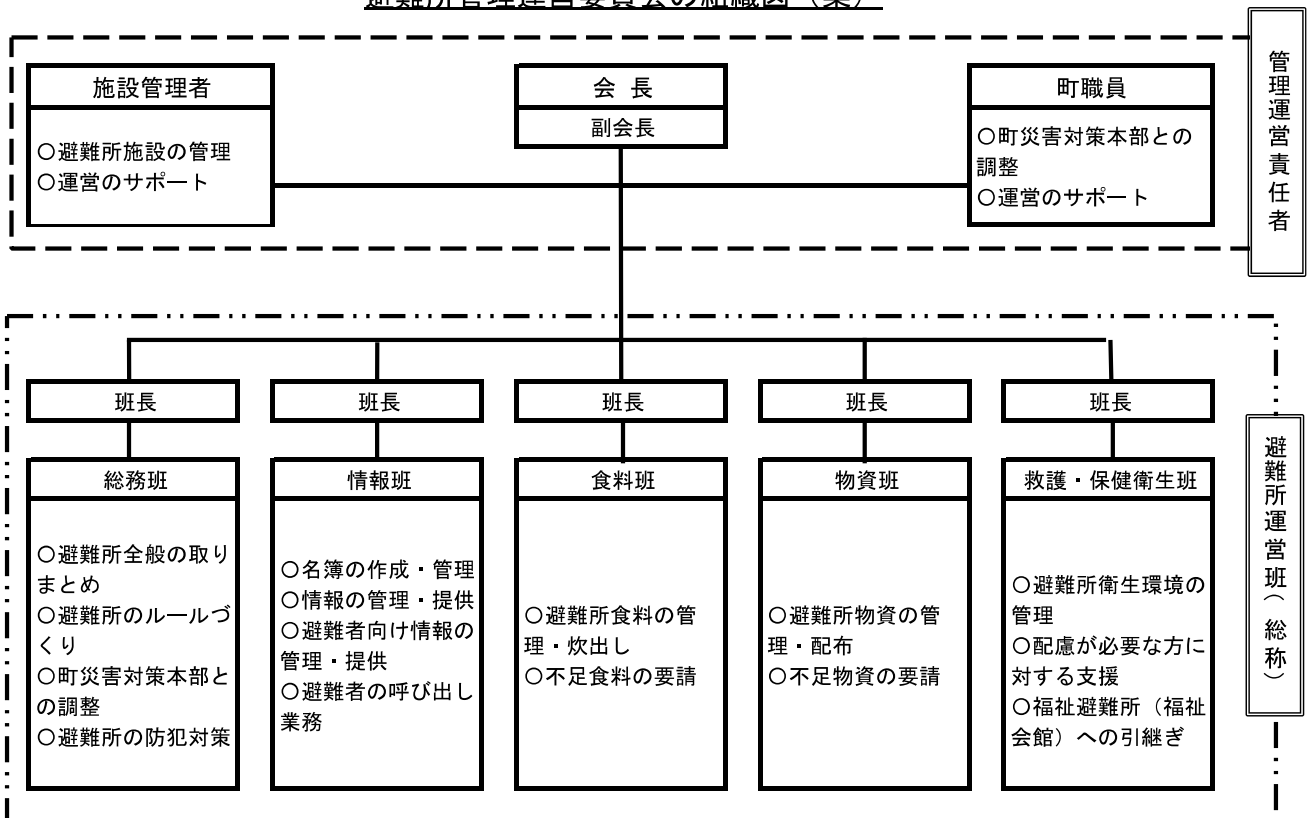 避難所管理運営委員会の組織図（案）
管理運営責任者
施設管理者
○避難所施設の管理
○運営のサポート
会 長
副会長
町職員
○町災害対策本部との
調整
○運営のサポート
避難所運営班（総称）
班長
総務班
○避難所全般の取り
まとめ
○避難所のルールづ
くり
○町災害対策本部と
の調整
○避難所の防犯対策
班長
情報班
○名簿の作成・管理
○情報の管理・提供
○避難者向け情報の
管理・提供
○避難者の呼び出し
業務
班長
食料班
○避難所食料の管
理・炊出し
○不足食料の要請
班長
物資班
○避難所物資の管
理・配布
○不足物資の要請
班長
救護・保健衛生班
○避難所衛生環境の
管理
○配慮が必要な方に
対する支援
○福祉避難所（福祉
会館）への引継ぎ